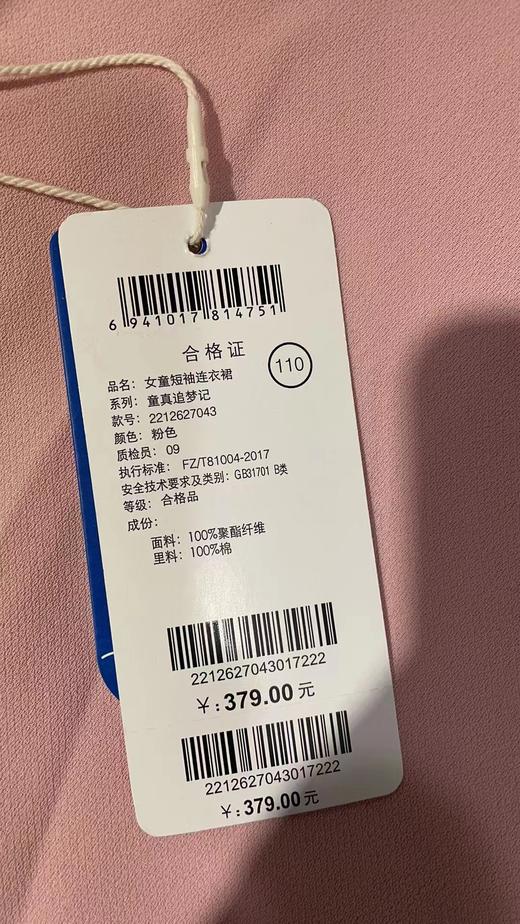 6 941017 814751
合格证
110
品名：女童短袖连衣裙
系列：童真追梦记
款号：2212627043
颜色：粉色
质检员：09
执行标准：FZ/T81004-2017
安全技术要求及类别：GB31701 B类
等级：合格品
成份：
面料：100%聚酯纤维
里料：100%棉
2212627043017222
￥:379.00元
2212627043017222
￥:379.00元